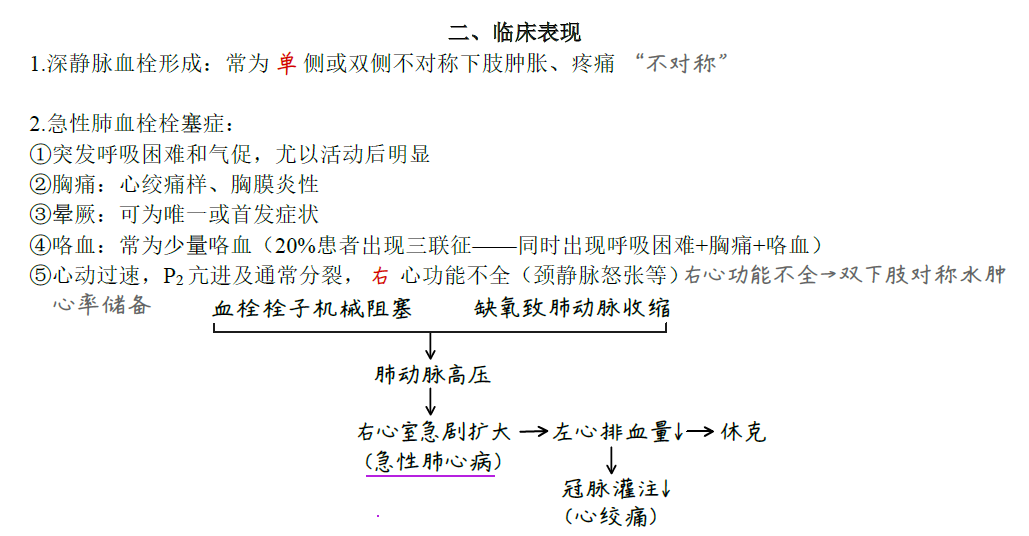 二、临床表现
1.深静脉血栓形成：常为 单 侧或双侧不对称下肢肿胀、疼痛 “不对称”
2.急性肺血栓栓塞症：
①突发呼吸困难和气促，尤以活动后明显
②胸痛：心绞痛样、胸膜炎性
③晕厥：可为唯一或首发症状
④咯血：常为少量咯血（20%患者出现三联征——同时出现呼吸困难+胸痛+咯血）
⑤心动过速，P₂亢进及通常分裂， 右 心功能不全（颈静脉怒张等）右心功能不全→双下肢对称水肿
心率储备
血栓栓子机械阻塞 缺氧致肺动脉收缩
肺动脉高压
右心室急剧扩大 → 左心排血量↓ → 休克
(急性肺心病)
冠脉灌注↓
(心绞痛)